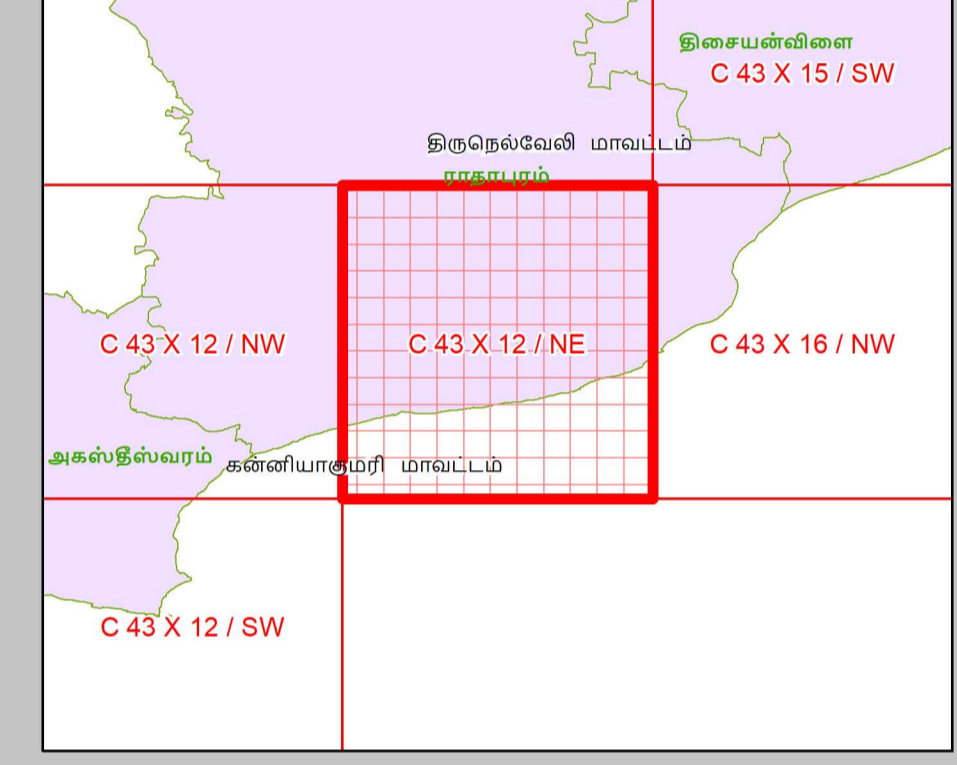 திசையன்விளை
C 43 X 15 / SW
திருநெல்வேலி மாவட்டம்
ராதாபுரம்
C 43 X 12 / NW
C 43 X 12 / NE
C 43 X 16 / NW
அகஸ்தீஸ்வரம்
கன்னியாகுமரி மாவட்டம்
C 43 X 12 / SW